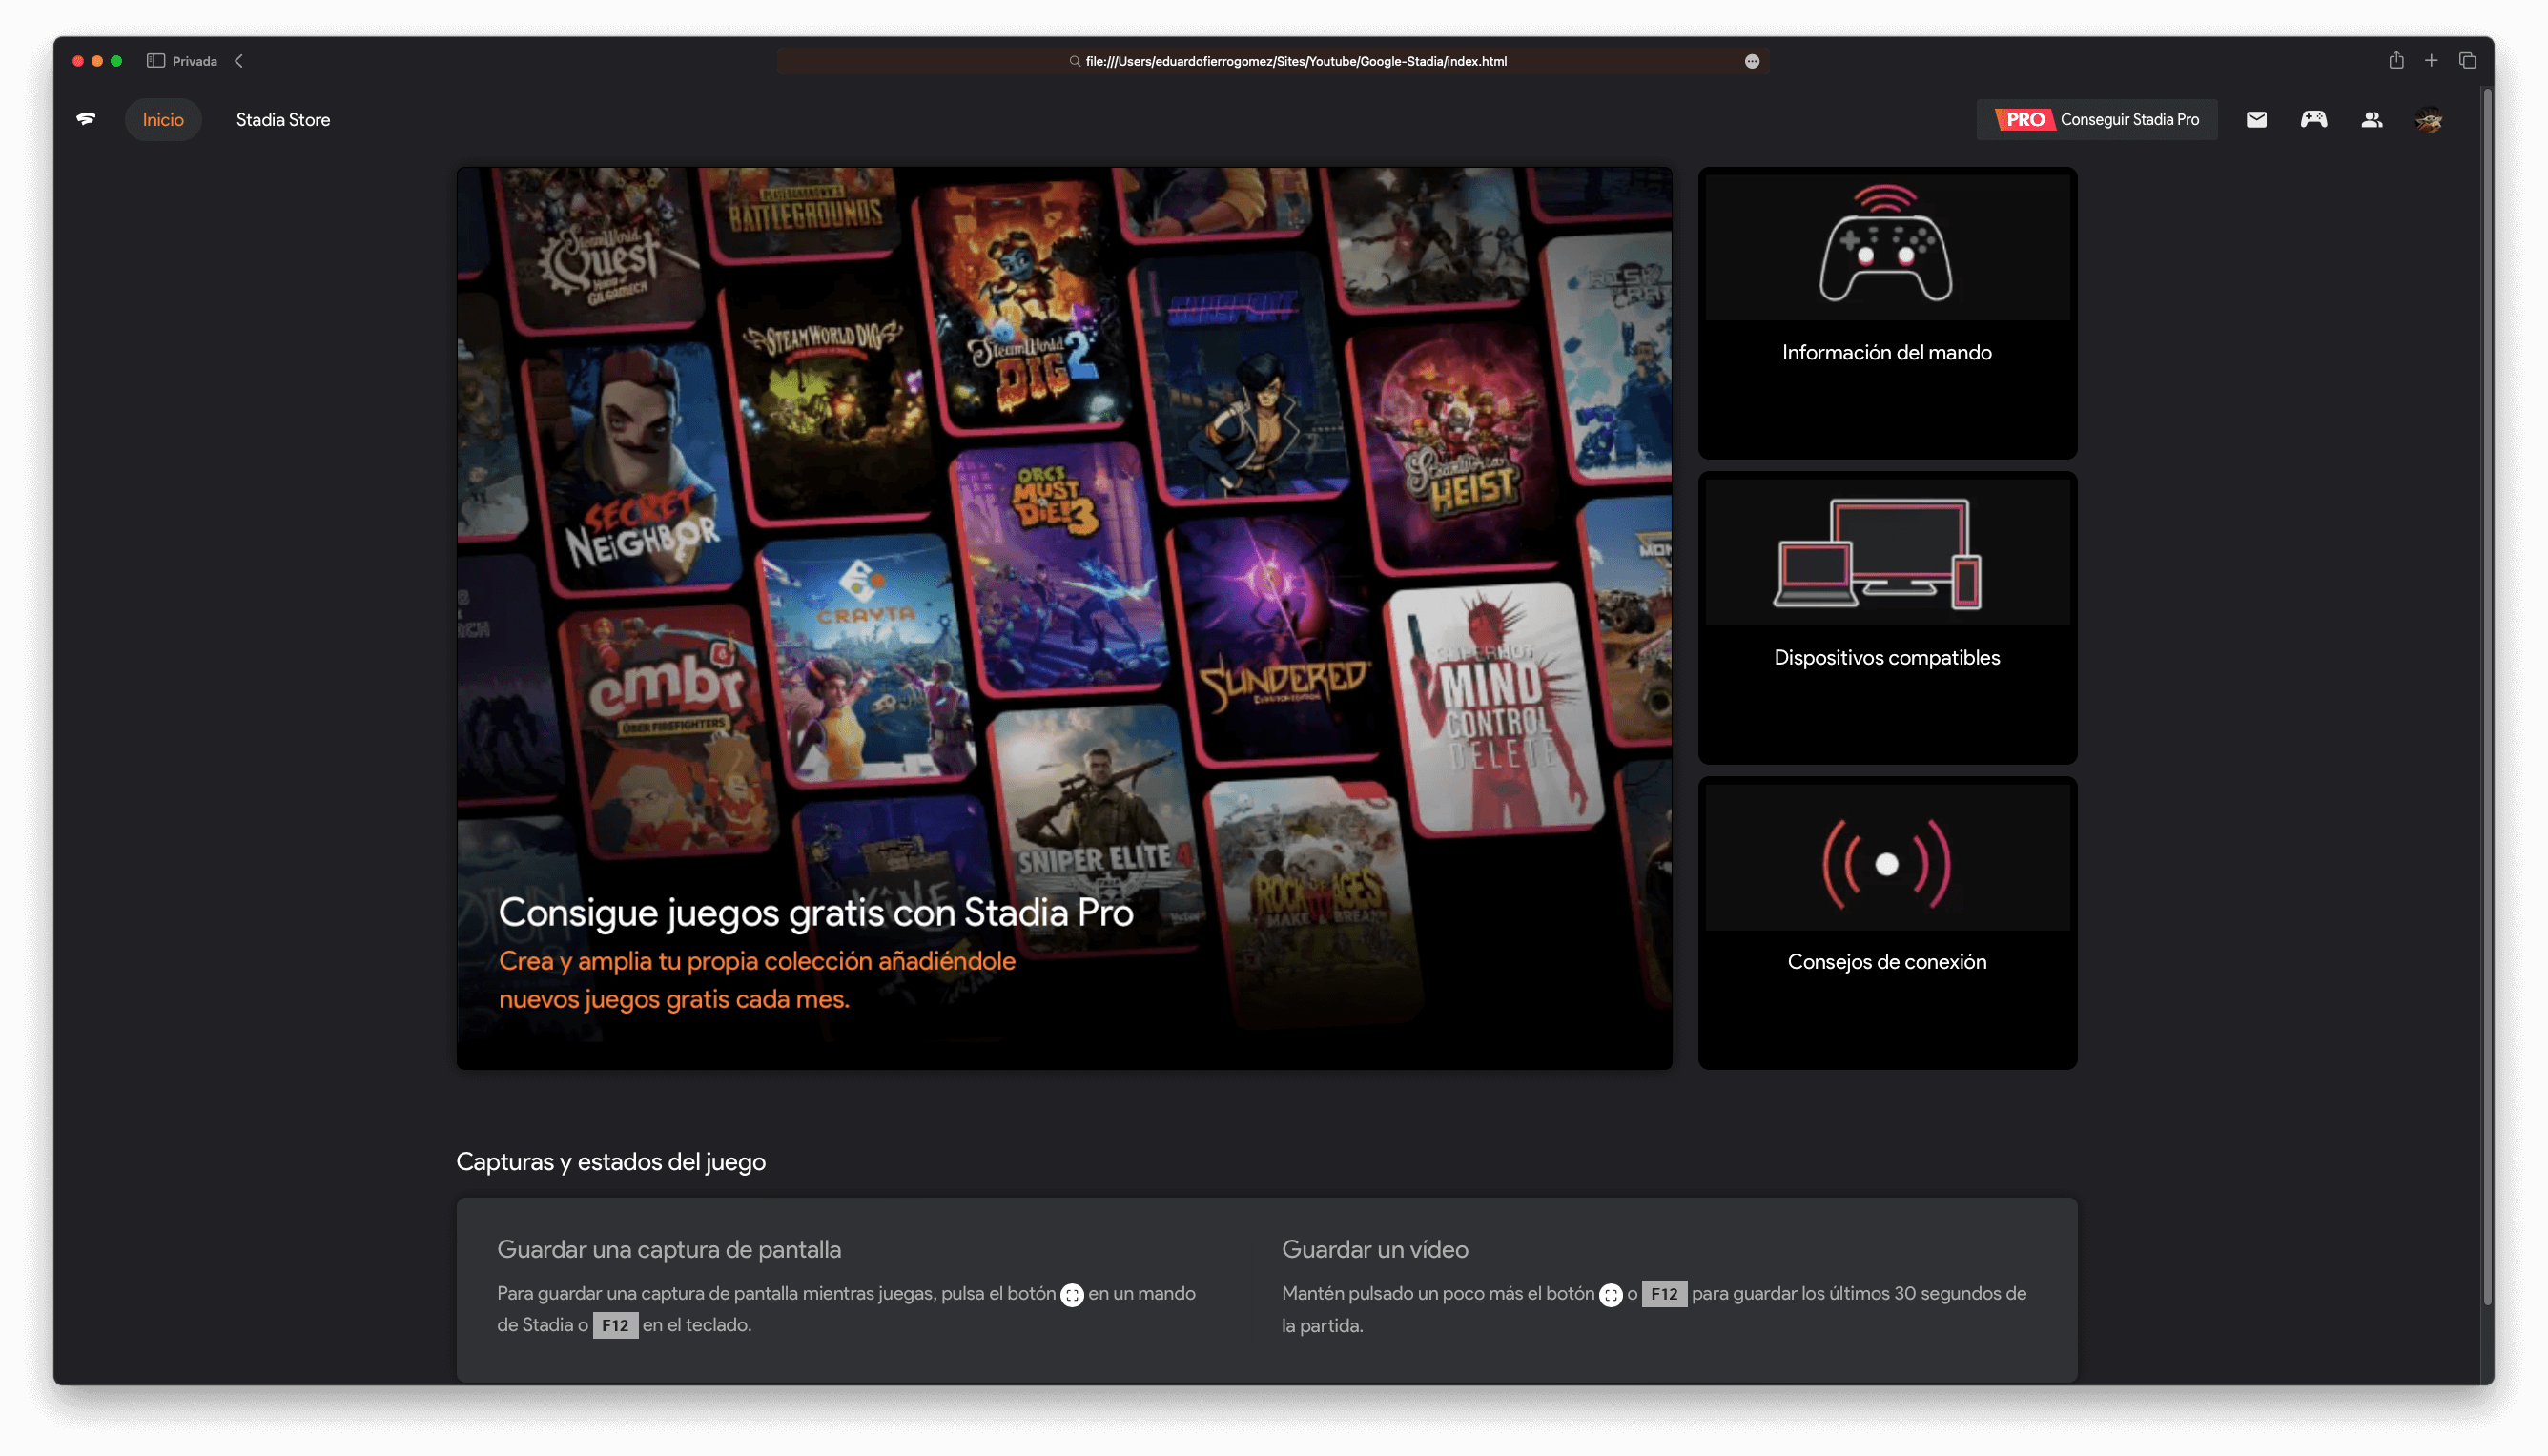 Privada
file:///Users/eduardofierrogomez/Sites/Youtube/Google-Stadia/index.html
Inicio
Stadia Store
PRO Conseguir Stadia Pro
SteamWorld
Quest
HAND OF
GILGAMECH
PLAYERUNKNOWN'S
BATTLEGROUNDS
STEAMWORLD DIG
SteamWorld
DIG 2
SteamWorld
HEIST
SECRET
NEIGHBOR
ORCS
MUST
DIE! 3
CRAYTA
embr
ÜBER FIREFIGHTERS
SUNDERED
SUPERHOT
MIND
CONTROL
DELETE
SNIPER ELITE 4
KINE
ROCK OF AGES
MAKE & BREAK
Consigue juegos gratis con Stadia Pro
Crea y amplia tu propia colección añadiéndole
nuevos juegos gratis cada mes.
Información del mando
Dispositivos compatibles
Consejos de conexión
Capturas y estados del juego
Guardar una captura de pantalla
Para guardar una captura de pantalla mientras juegas, pulsa el botón en un mando
de Stadia o F12 en el teclado.
Guardar un vídeo
Mantén pulsado un poco más el botón o F12 para guardar los últimos 30 segundos de
la partida.